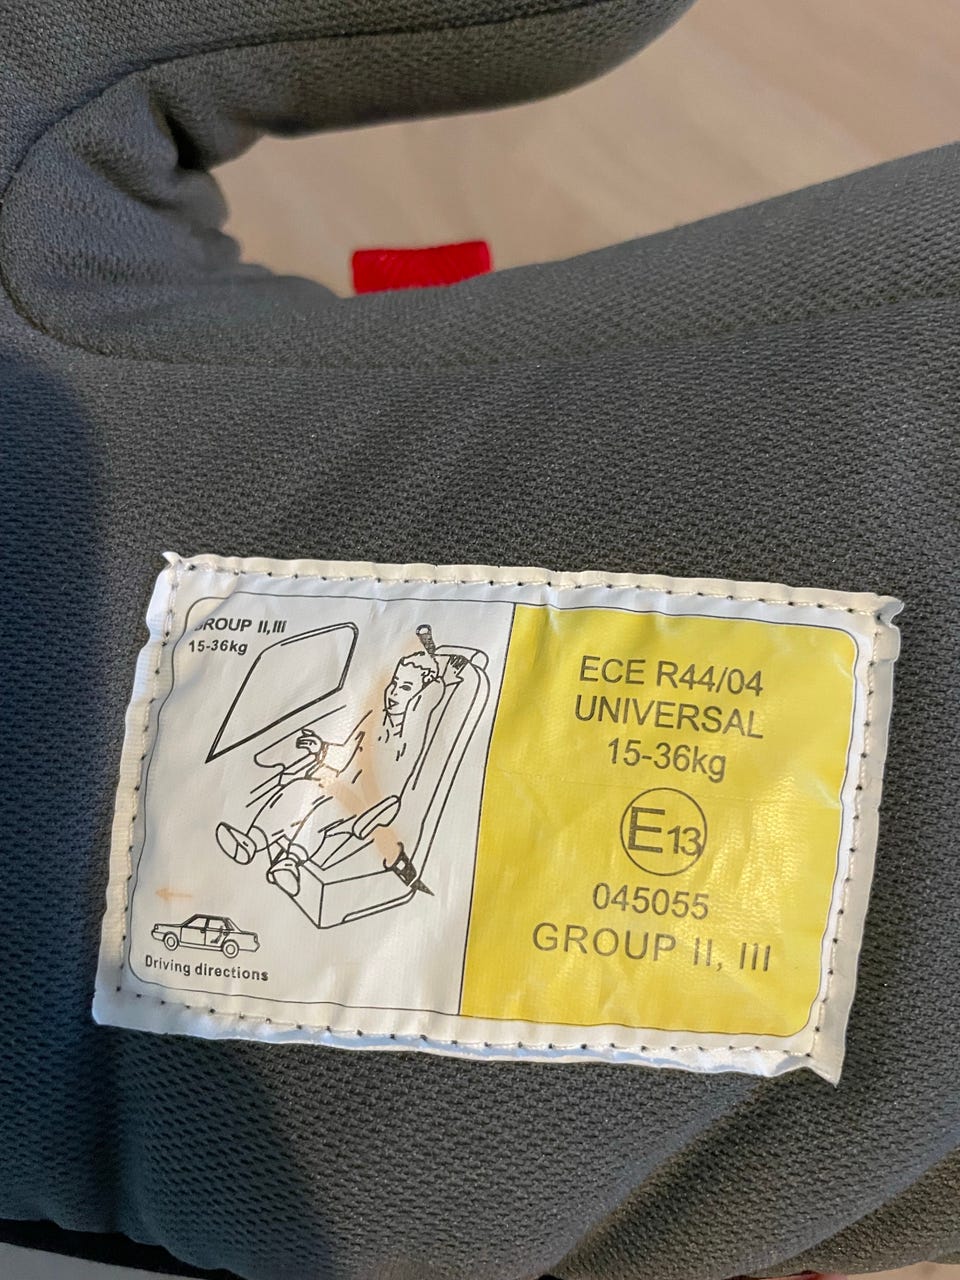 GROUP II,III
15-36kg
Driving directions
ECE R44/04
UNIVERSAL
15-36kg
E13
045055
GROUP II, III